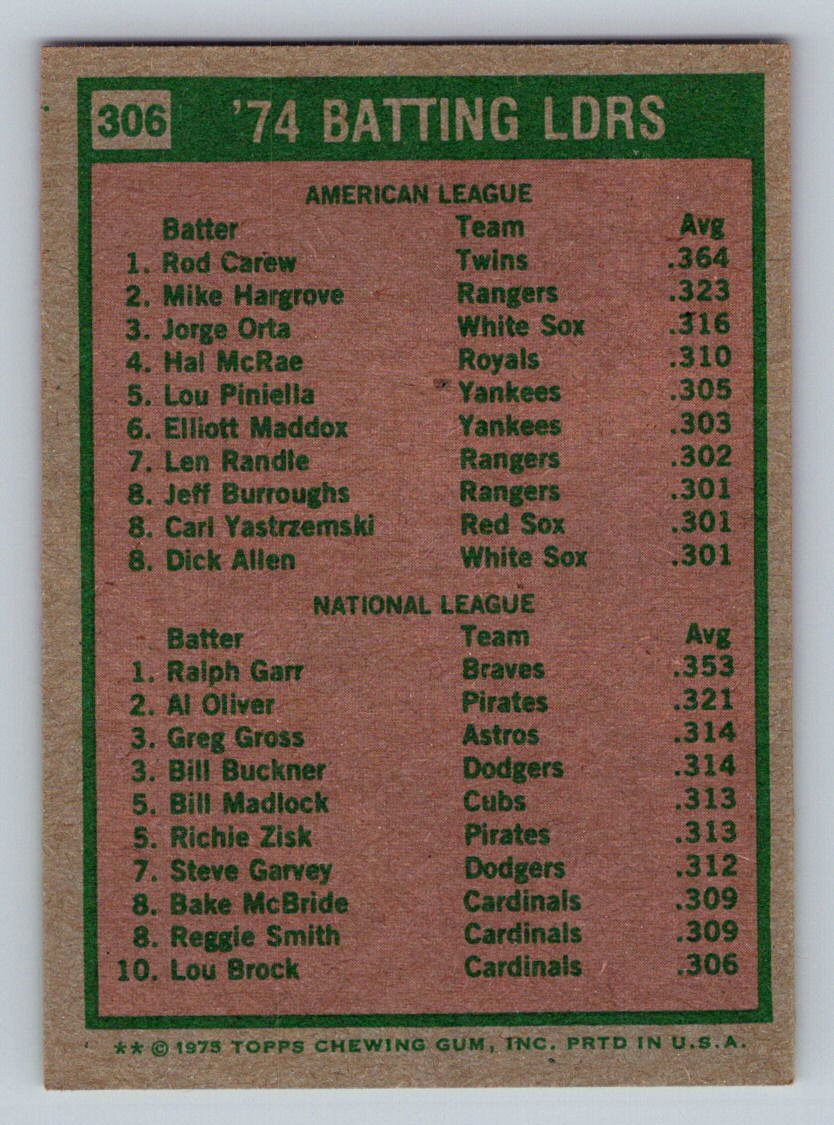 306 '74 BATTING LDRS
AMERICAN LEAGUE
Batter Team Avg
1. Rod Carew Twins .364
2. Mike Hargrove Rangers .323
3. Jorge Orta White Sox .316
4. Hal McRae Royals .310
5. Lou Piniella Yankees .305
6. Elliott Maddox Yankees .303
7. Len Randle Rangers .302
8. Jeff Burroughs Rangers .301
8. Carl Yastrzemski Red Sox .301
8. Dick Allen White Sox .301
NATIONAL LEAGUE
Batter Team Avg
1. Ralph Garr Braves .353
2. Al Oliver Pirates .321
3. Greg Gross Astros .314
3. Bill Buckner Dodgers .314
5. Bill Madlock Cubs .313
5. Richie Zisk Pirates .313
7. Steve Garvey Dodgers .312
8. Bake McBride Cardinals .309
8. Reggie Smith Cardinals .309
10. Lou Brock Cardinals .306
** © 1975 TOPPS CHEWING GUM, INC. PRTD IN U.S.A.